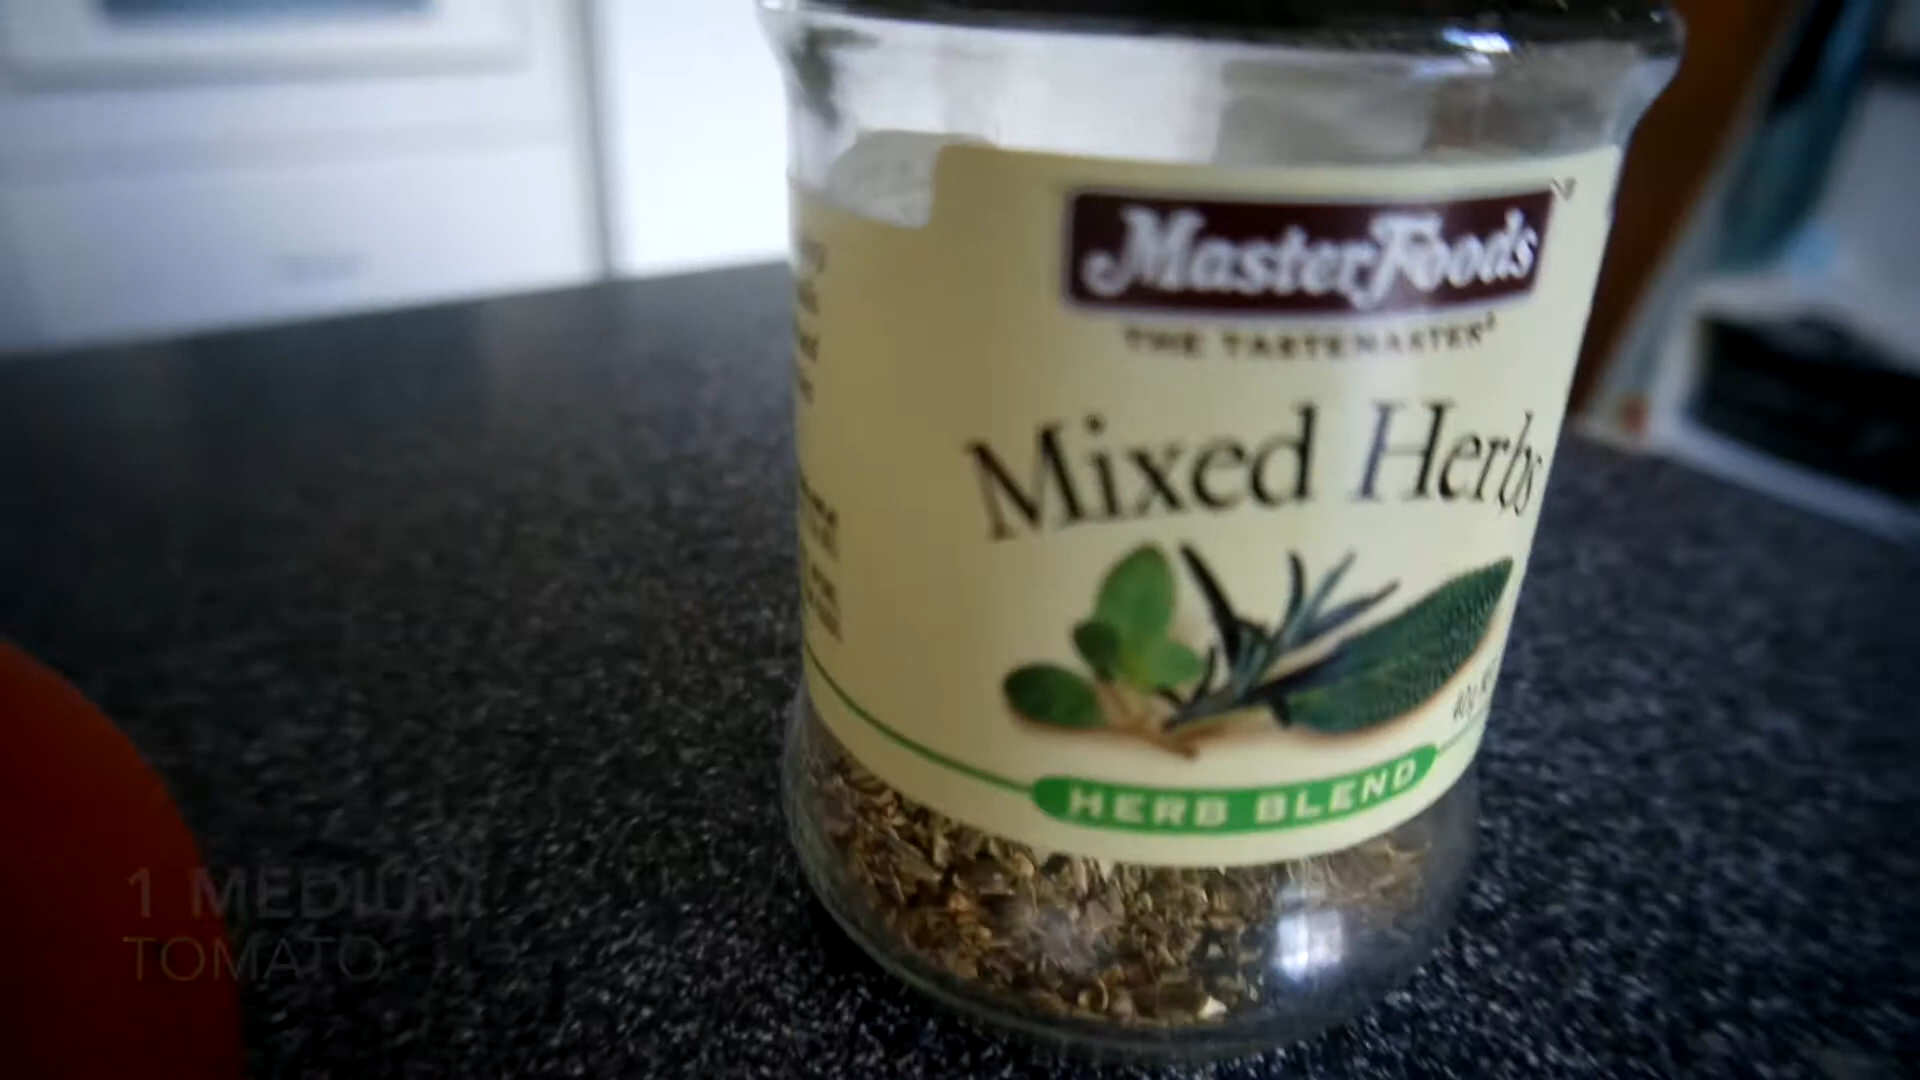 MasterFoods
THE TASTEMASTER
Mixed Herbs
HERB BLEND
1 MEDIUM
TOMATO